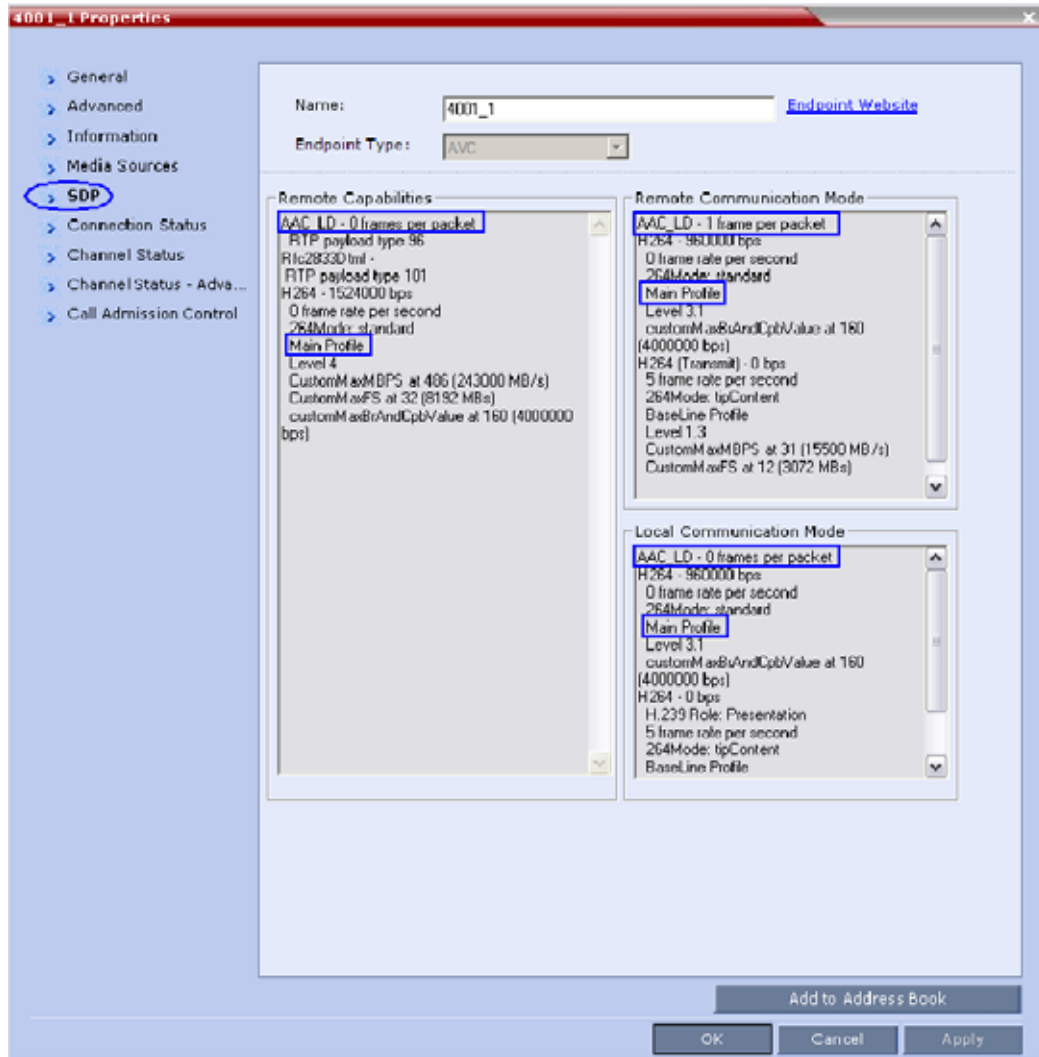 4001_1 Properties
General
Advanced
Information
Media Sources
SDP
Connection Status
Channel Status
Channel Status - Adva...
Call Admission Control
Name:
4001_1
Endpoint Website
Endpoint Type:
AVC
Remote Capabilities
AAC_LD - 0 frames per packet
RTP payload type 96
Rfc2833Dtmf -
RTP payload type 101
H264 - 1524000 bps
0 frame rate per second
264Mode: standard
Main Profile
Level 4
CustomMaxMBPS at 486 (243000 MB/s)
CustomMaxFS at 32 (8192 MBs)
customMaxBrAndCpbValue at 160 (4000000
bps)
Remote Communication Mode
AAC_LD - 1 frame per packet
H264 - 960000 bps
0 frame rate per second
264Mode: standard
Main Profile
Level 3.1
customMaxBrAndCpbValue at 160
(4000000 bps)
H264 (Transmit) - 0 bps
5 frame rate per second
264Mode: tipContent
BaseLine Profile
Level 1.3
CustomMaxMBPS at 31 (15500 MB/s)
CustomMaxFS at 12 (3072 MBs)
Local Communication Mode
AAC_LD - 0 frames per packet
H264 - 960000 bps
0 frame rate per second
264Mode: standard
Main Profile
Level 3.1
customMaxBrAndCpbValue at 160
(4000000 bps)
H264 - 0 bps
H.239 Role: Presentation
5 frame rate per second
264Mode: tipContent
BaseLine Profile
Add to Address Book
OK
Cancel
Apply